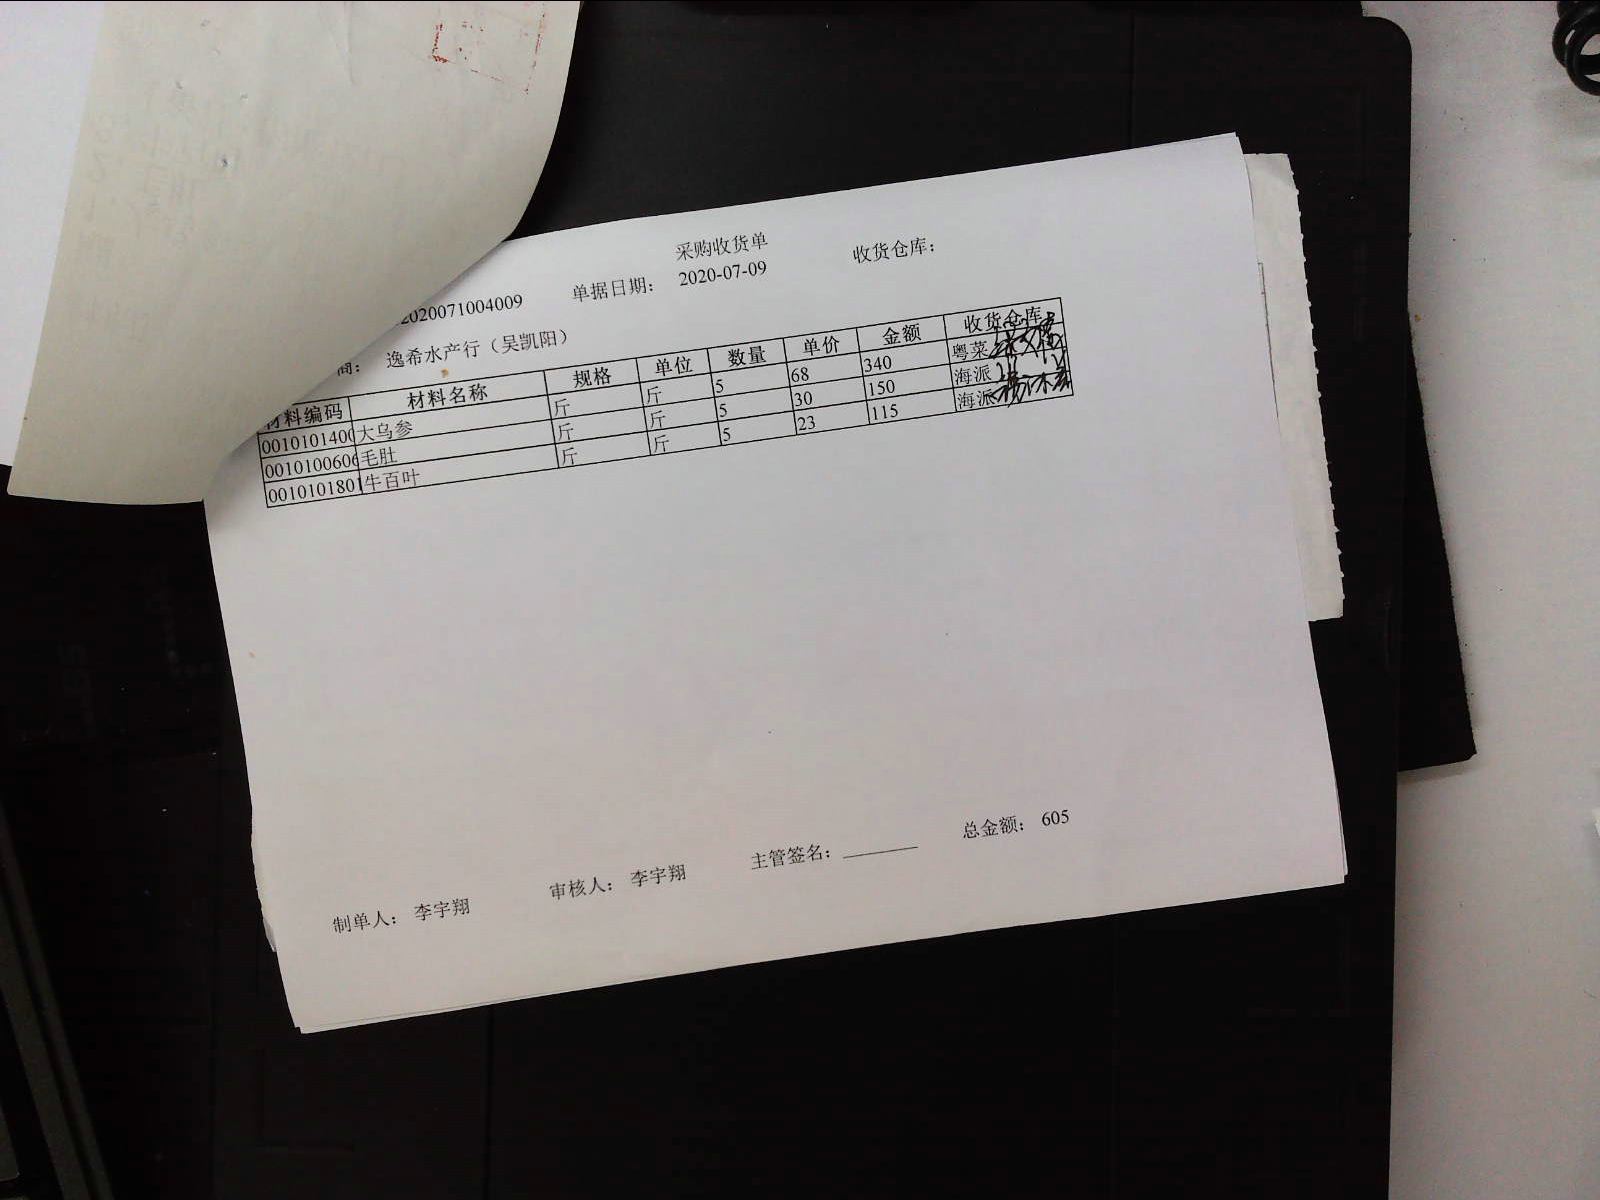 采购收货单
2020071004009 单据日期： 2020-07-09 收货仓库：
商： 逸希水产行（吴凯阳）
材料编码 材料名称 规格 单位 数量 单价 金额 收货仓库
0010101400 大乌参 斤 斤 5 68 340 粤菜
0010100606 毛肚 斤 斤 5 30 150 海派
0010101801 牛百叶 斤 斤 5 23 115 海派
总金额： 605
制单人： 李宇翔 审核人： 李宇翔 主管签名：